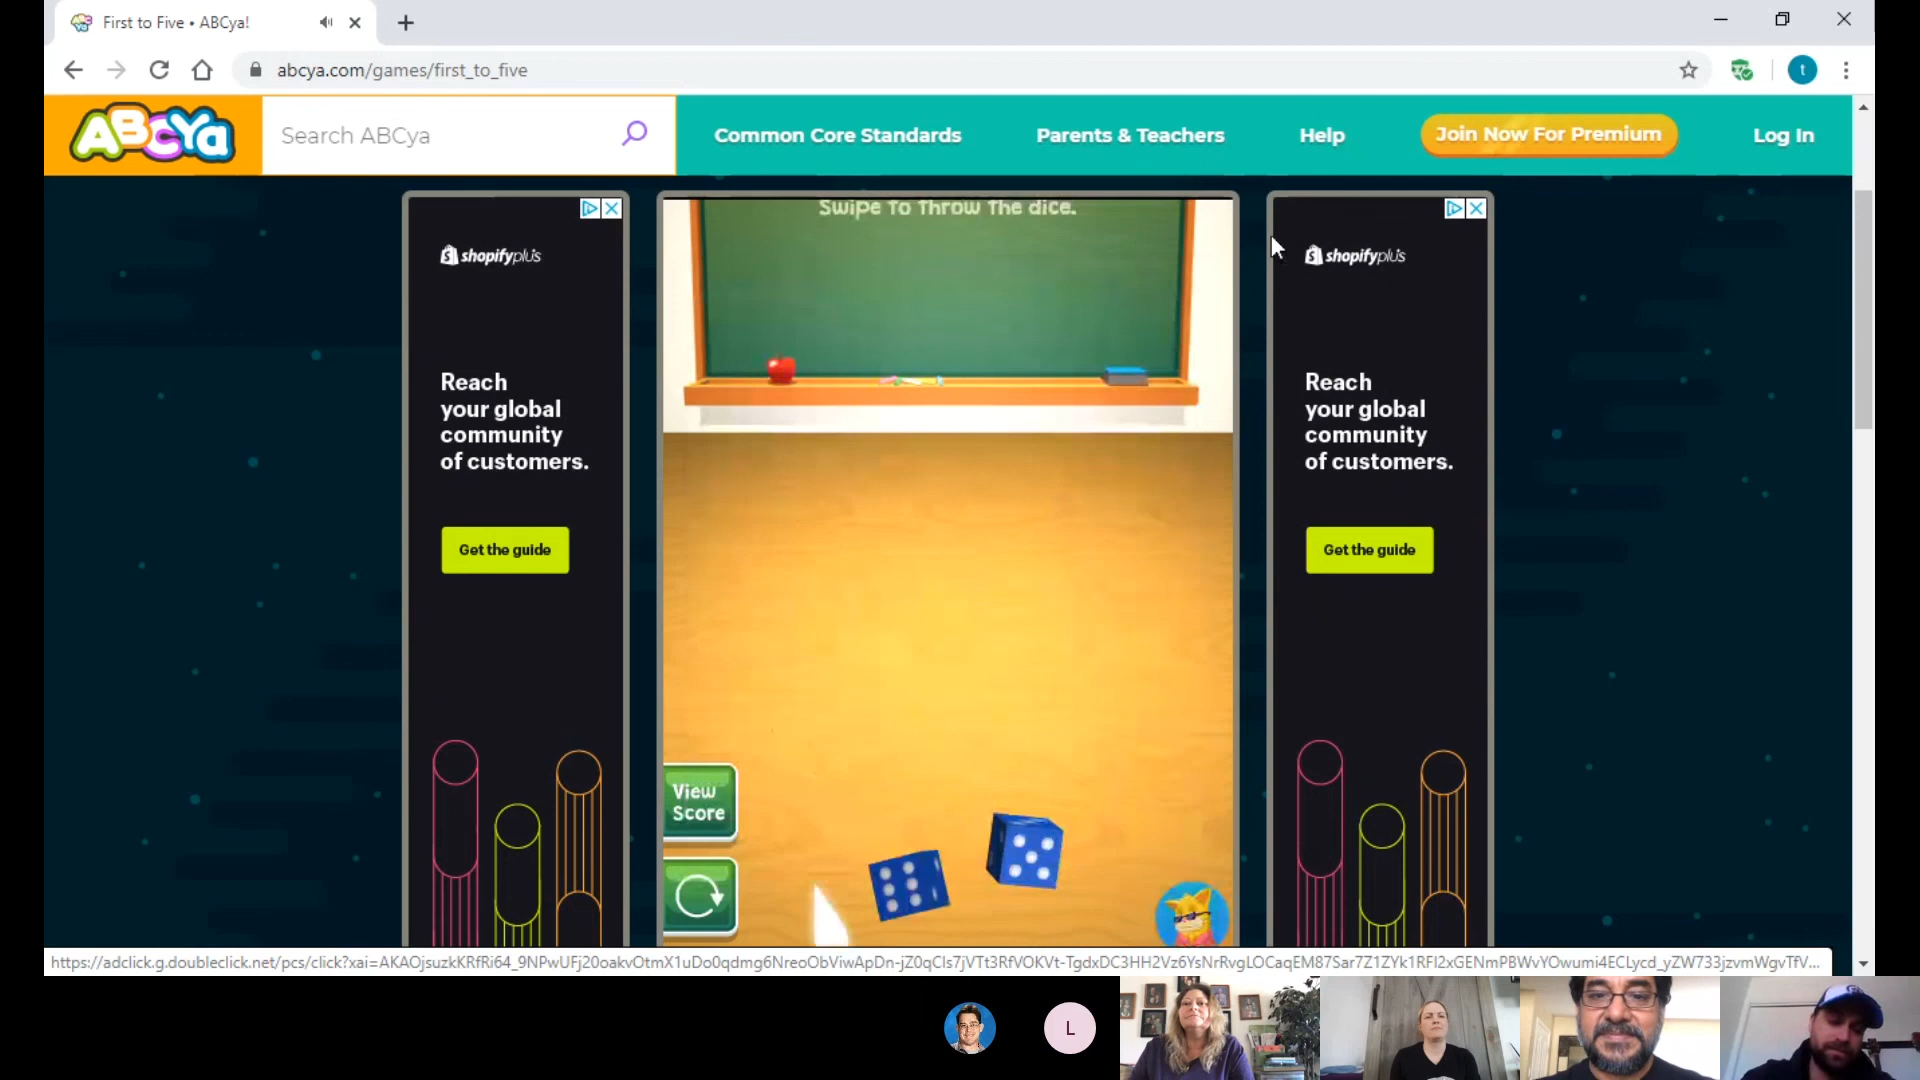 First to Five • ABCya!
abcya.com/games/first_to_five
t
ABCYa
Search ABCya
Common Core Standards
Parents & Teachers
Help
Join Now For Premium
Log In
shopifyplus
Reach
your global
community
of customers.
Get the guide
Swipe to throw the dice.
View
Score
shopifyplus
Reach
your global
community
of customers.
Get the guide
L